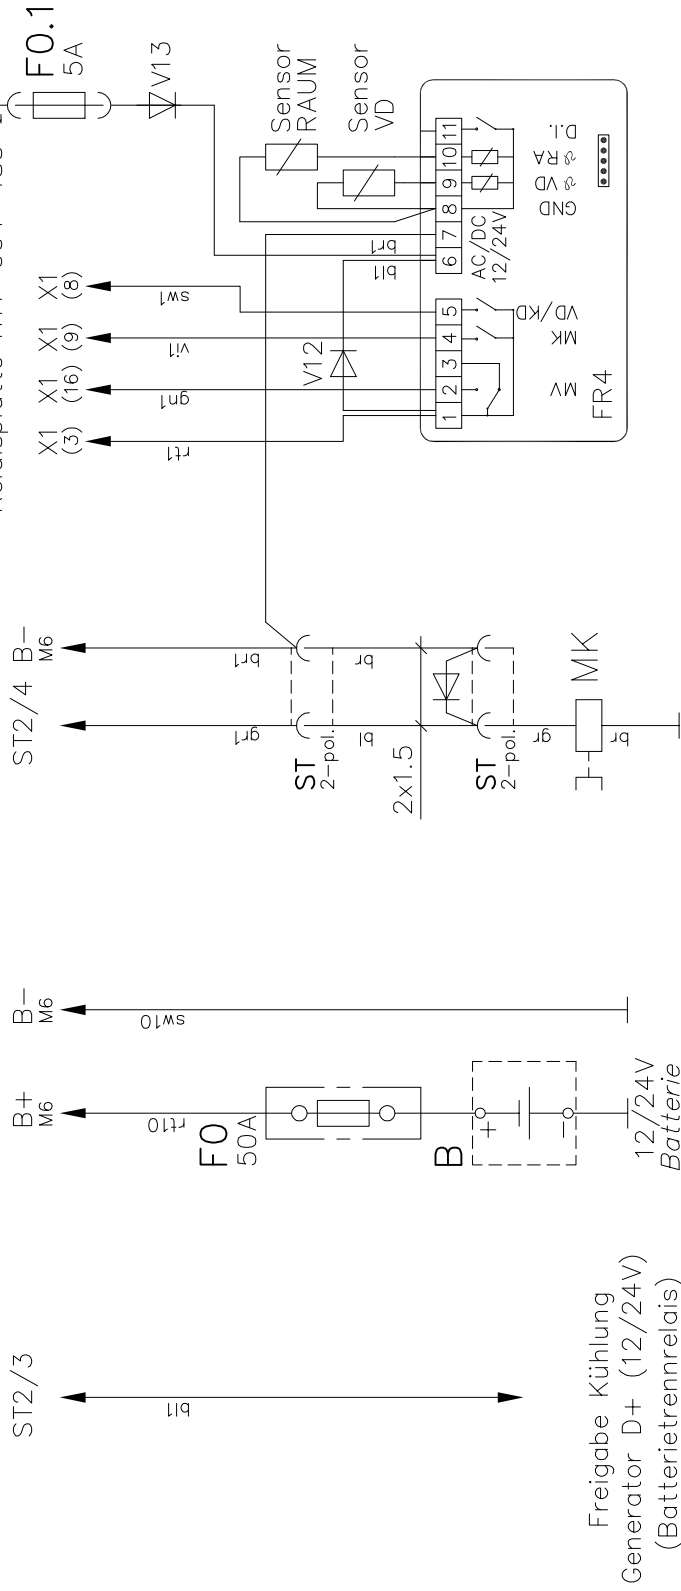 ST2/3
bl1
Freigabe Kühlung
Generator D+ (12/24V)
(Batterietrennrelais)
B+
M6
rt10
F0
50A
B
+
−
12/24V
Batterie
B−
M6
sw10
ST2/4
B−
M6
gr1
br1
ST
2-pol.
bl
br
2x1.5
ST
2-pol.
gr
br
MK
X1
(3)
X1
(16)
X1
(9)
X1
(8)
rt1
gn1
vi1
sw1
V12
bl1
br1
F0.1
5A
V13
Sensor
RAUM
Sensor
VD
1
2
3
4
5
6
7
8
9
10
11
AC/DC
12/24V
MV
MK
VD/KD
GND
ϑ VD
ϑ RA
D.I.
FR4